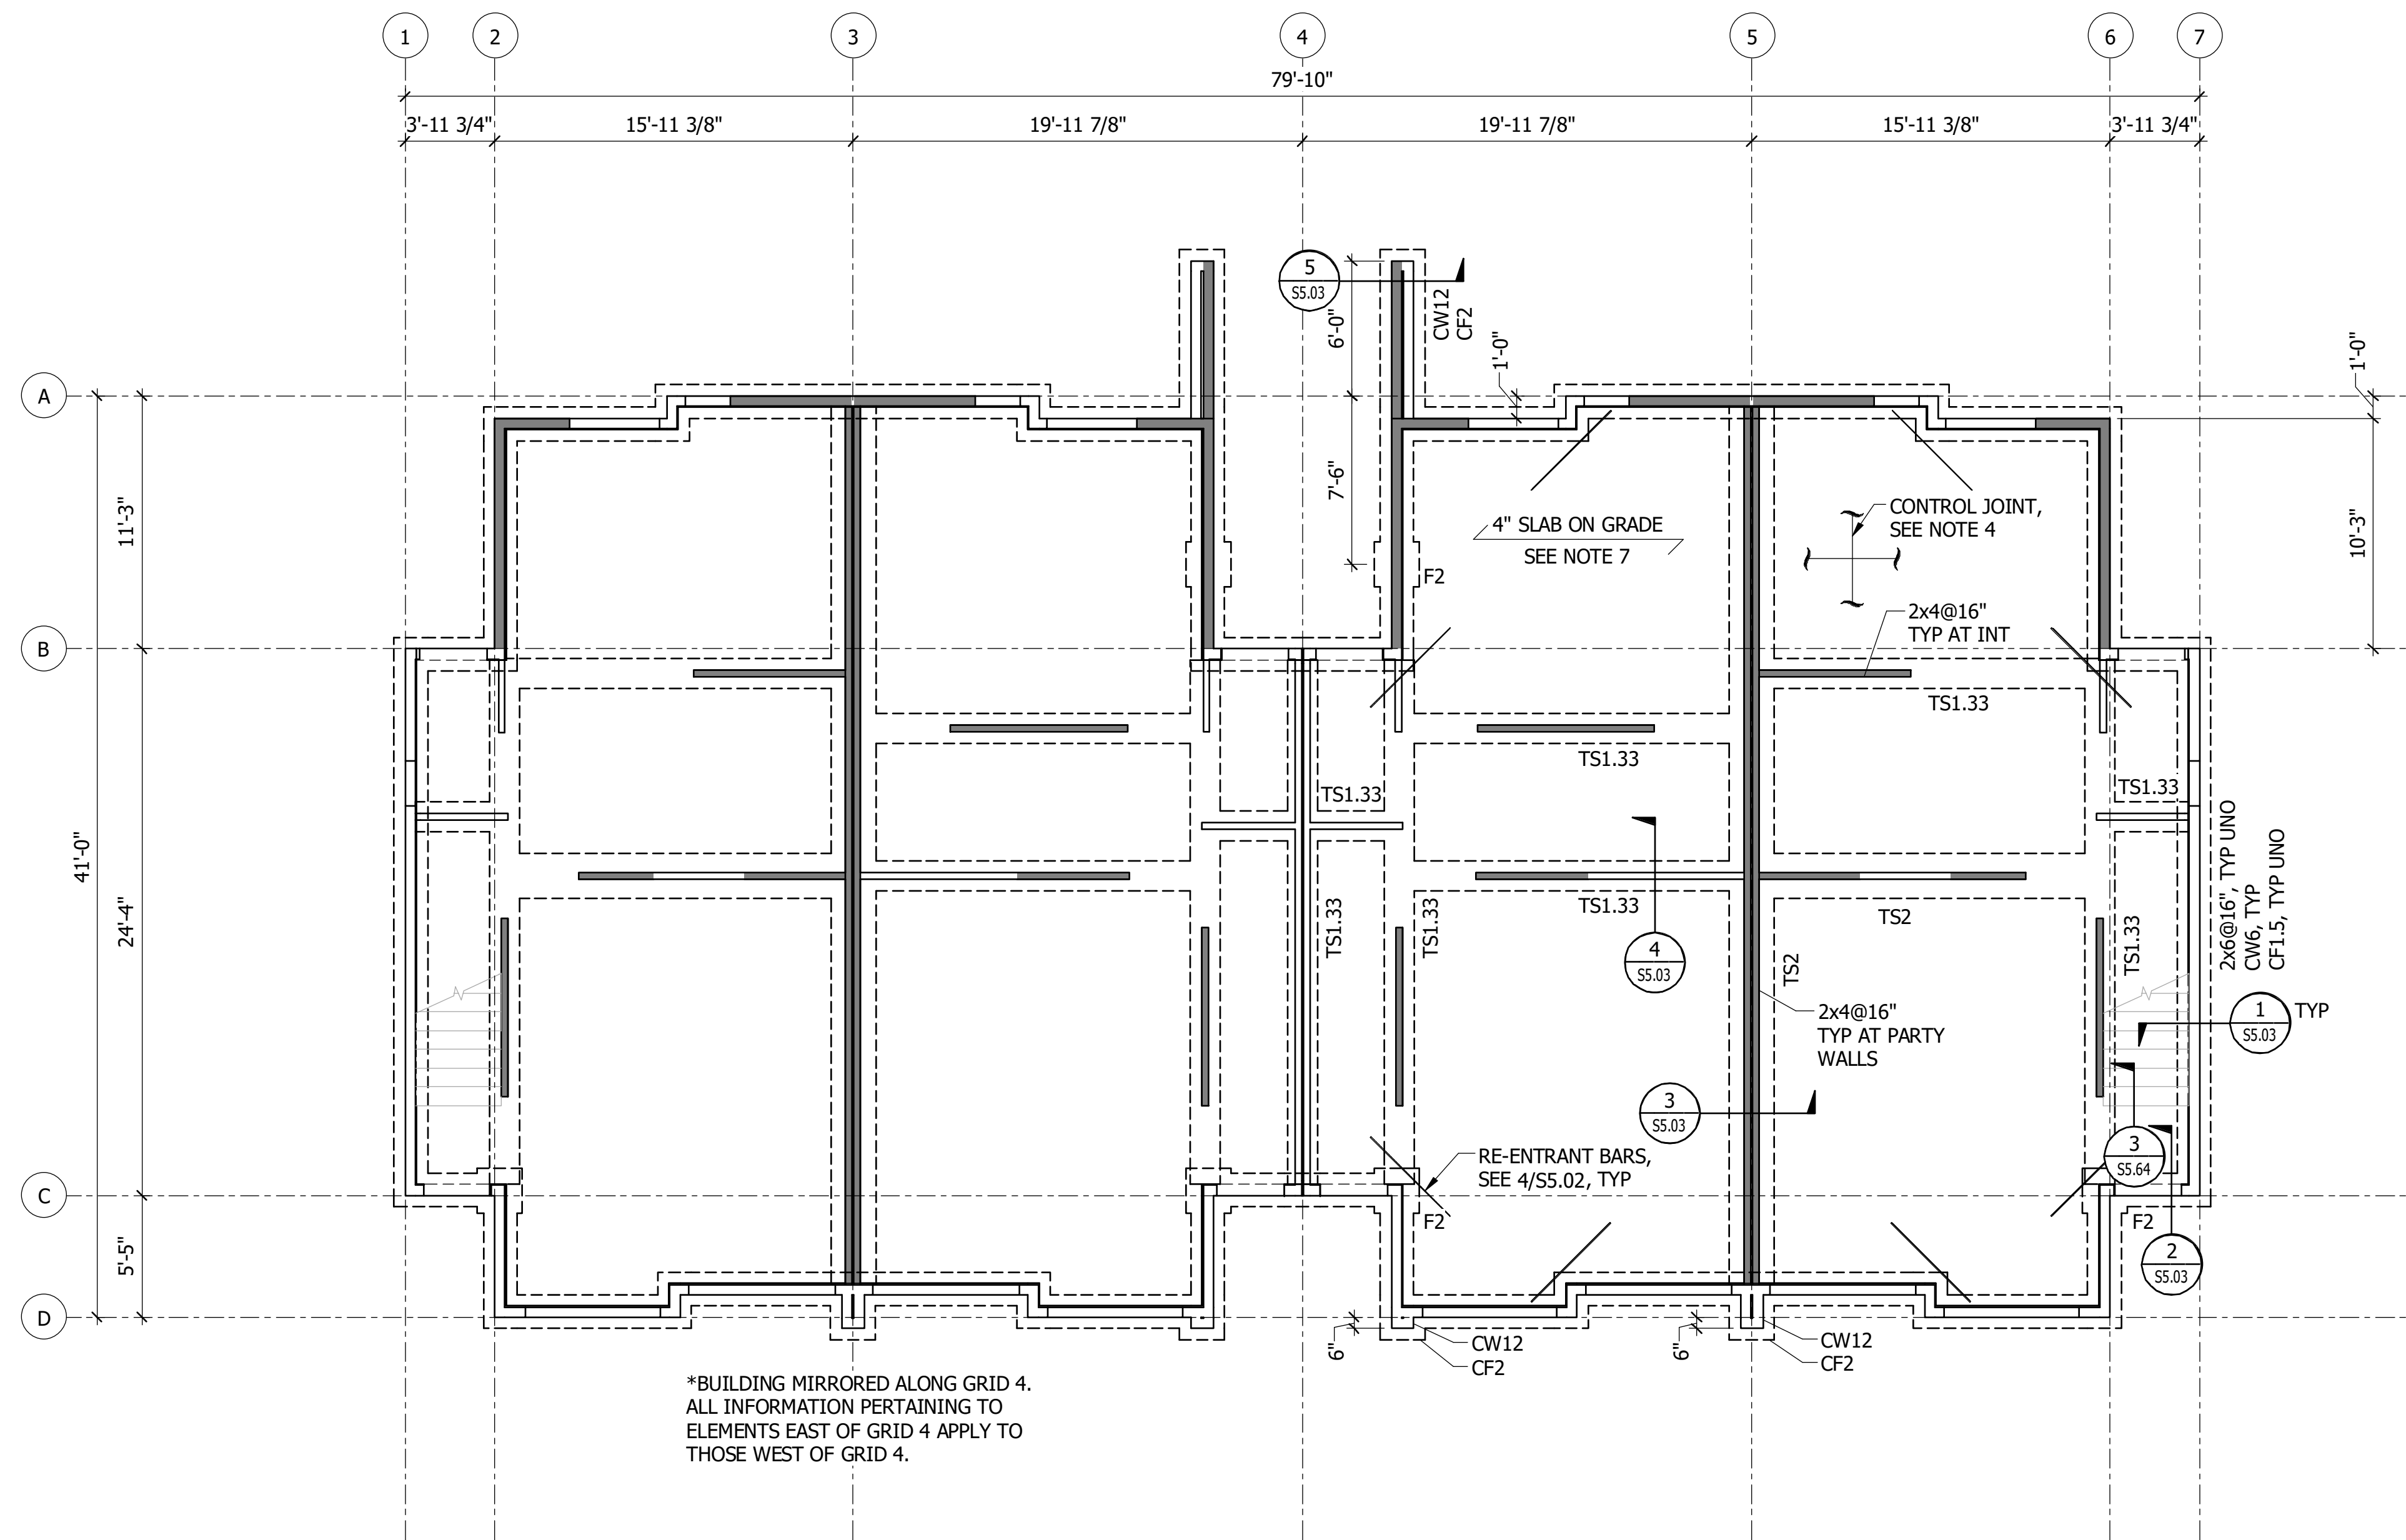 1
2
3
4
5
6
7
79'-10"
3'-11 3/4"
15'-11 3/8"
19'-11 7/8"
19'-11 7/8"
15'-11 3/8"
3'-11 3/4"
5
S5.03
6'-0"
CW12
CF2
1'-0"
1'-0"
A
11'-3"
7'-6"
4" SLAB ON GRADE
SEE NOTE 7
CONTROL JOINT,
SEE NOTE 4
10'-3"
F2
2x4@16"
TYP AT INT
B
TS1.33
TS1.33
TS1.33
TS1.33
41'-0"
24'-4"
TS1.33
TS1.33
TS1.33
TS2
TS1.33
2x6@16", TYP UNO
CW6, TYP
CF1.5, TYP UNO
4
S5.03
TS2
2x4@16"
TYP AT PARTY
WALLS
1
S5.03
TYP
3
S5.03
3
S5.64
RE-ENTRANT BARS,
SEE 4/S5.02, TYP
C
F2
F2
5'-5"
2
S5.03
D
6"
CW12
CF2
6"
CW12
CF2
*BUILDING MIRRORED ALONG GRID 4.
ALL INFORMATION PERTAINING TO
ELEMENTS EAST OF GRID 4 APPLY TO
THOSE WEST OF GRID 4.